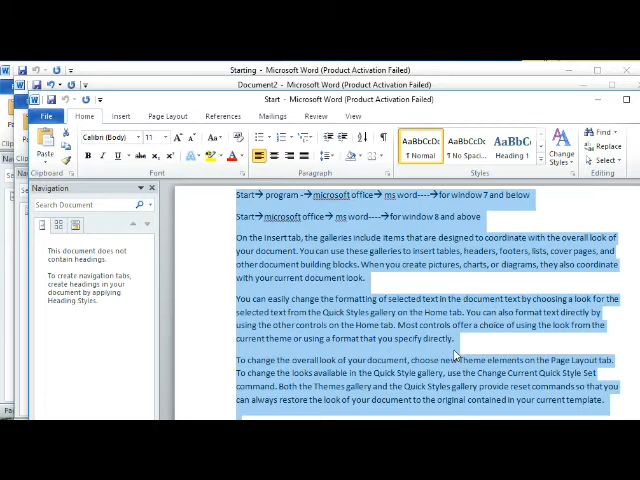 Starting - Microsoft Word (Product Activation Failed)
Document2 - Microsoft Word (Product Activation Failed)
Start - Microsoft Word (Product Activation Failed)
File Home Insert Page Layout References Mailings Review View
Calibri (Body) 11
Paste
Clipboard Font Paragraph Styles
AaBbCcDc AaBbCcDc AaBbC
¶ Normal ¶ No Spaci... Heading 1
Change Styles
Find
Replace
Select
Editing
Navigation
Search Document
This document does not
contain headings.
To create navigation tabs,
create headings in your
document by applying
Heading Styles.
Start→ program -→microsoft office→ ms word----→for window 7 and below
Start→microsoft office→ ms word----→for window 8 and above
On the Insert tab, the galleries include items that are designed to coordinate with the overall look of
your document. You can use these galleries to insert tables, headers, footers, lists, cover pages, and
other document building blocks. When you create pictures, charts, or diagrams, they also coordinate
with your current document look.
You can easily change the formatting of selected text in the document text by choosing a look for the
selected text from the Quick Styles gallery on the Home tab. You can also format text directly by
using the other controls on the Home tab. Most controls offer a choice of using the look from the
current theme or using a format that you specify directly.
To change the overall look of your document, choose new Theme elements on the Page Layout tab.
To change the looks available in the Quick Style gallery, use the Change Current Quick Style Set
command. Both the Themes gallery and the Quick Styles gallery provide reset commands so that you
can always restore the look of your document to the original contained in your current template.